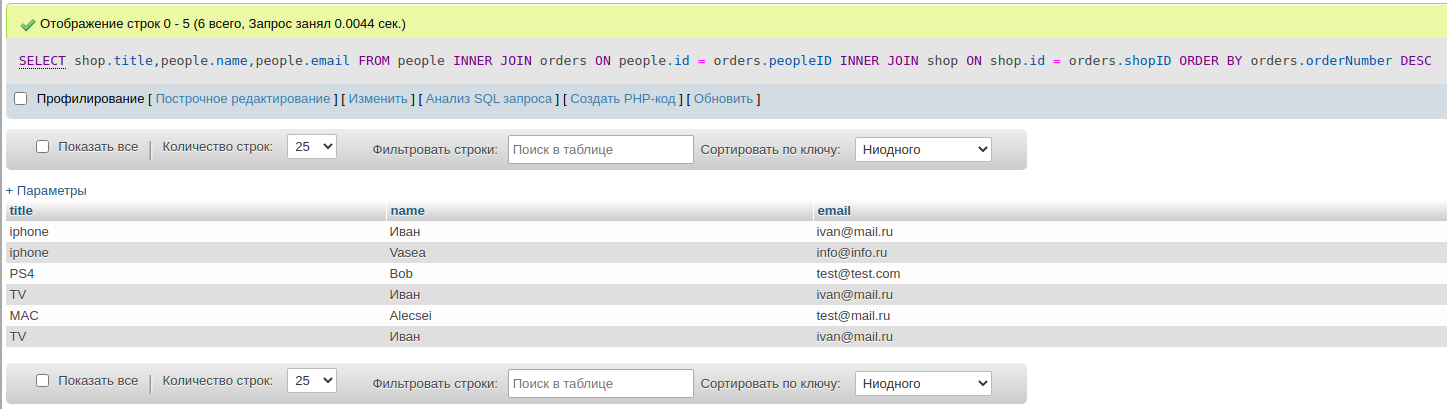 Отображение строк 0 - 5 (6 всего, Запрос занял 0.0044 сек.)
SELECT shop.title,people.name,people.email FROM people INNER JOIN orders ON people.id = orders.peopleID INNER JOIN shop ON shop.id = orders.shopID ORDER BY orders.orderNumber DESC
Профилирование [ Построчное редактирование ] [ Изменить ] [ Анализ SQL запроса ] [ Создать PHP-код ] [ Обновить ]
Показать все | Количество строк: 25 Фильтровать строки: Поиск в таблице Сортировать по ключу: Ниодного
+ Параметры
title name email
iphone Иван ivan@mail.ru
iphone Vasea info@info.ru
PS4 Bob test@test.com
TV Иван ivan@mail.ru
MAC Alecsei test@mail.ru
TV Иван ivan@mail.ru
Показать все | Количество строк: 25 Фильтровать строки: Поиск в таблице Сортировать по ключу: Ниодного